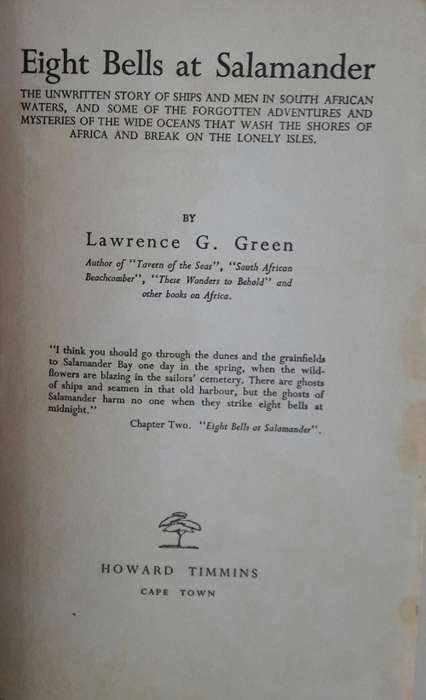 Eight Bells at Salamander
THE UNWRITTEN STORY OF SHIPS AND MEN IN SOUTH AFRICAN
WATERS, AND SOME OF THE FORGOTTEN ADVENTURES AND
MYSTERIES OF THE WIDE OCEANS THAT WASH THE SHORES OF
AFRICA AND BREAK ON THE LONELY ISLES.
BY
Lawrence G. Green
Author of "Tavern of the Seas", "South African
Beachcomber", "These Wonders to Behold" and
other books on Africa.
"I think you should go through the dunes and the grainfields
to Salamander Bay one day in the spring, when the wild-
flowers are blazing in the sailors' cemetery. There are ghosts
of ships and seamen in that old harbour, but the ghosts of
Salamander harm no one when they strike eight bells at
midnight."
Chapter Two. "Eight Bells at Salamander".
HOWARD TIMMINS
CAPE TOWN